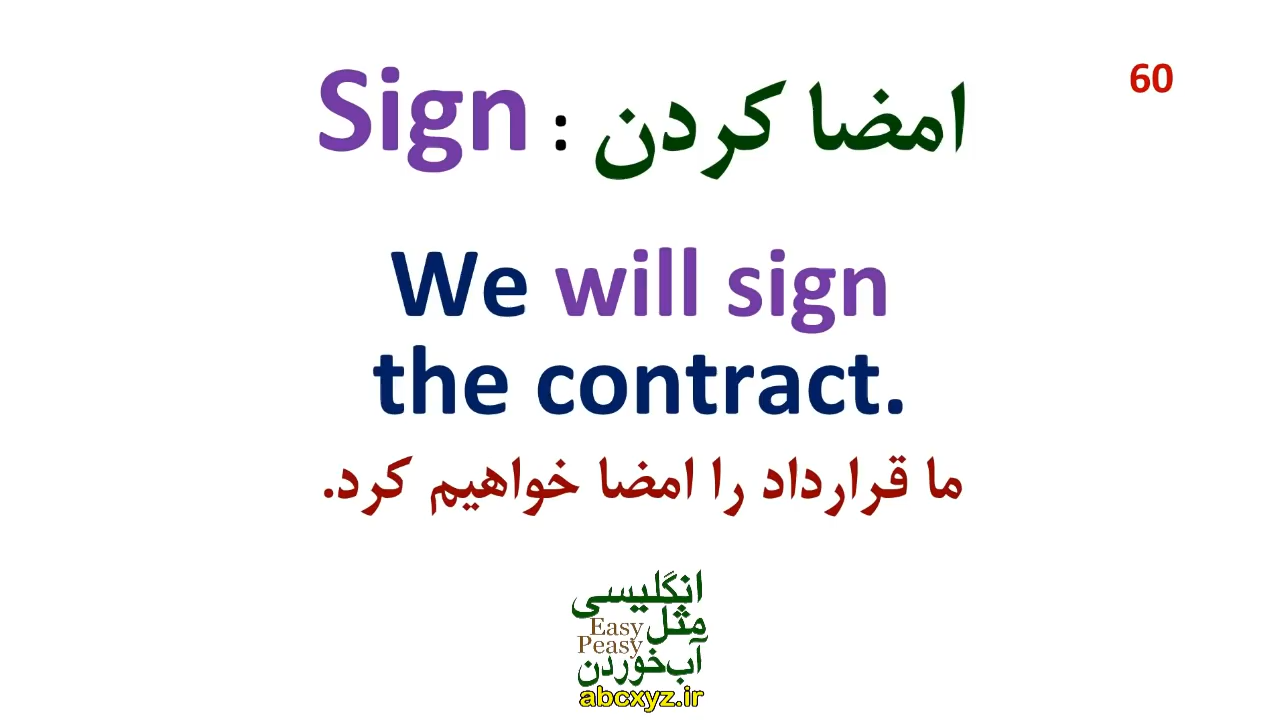 60
Sign : امضا کردن
We will sign
the contract.
ما قرارداد را امضا خواهیم کرد.
انگلیسی
مثل
Easy
Peasy
آب‌خوردن
abcxyz.ir